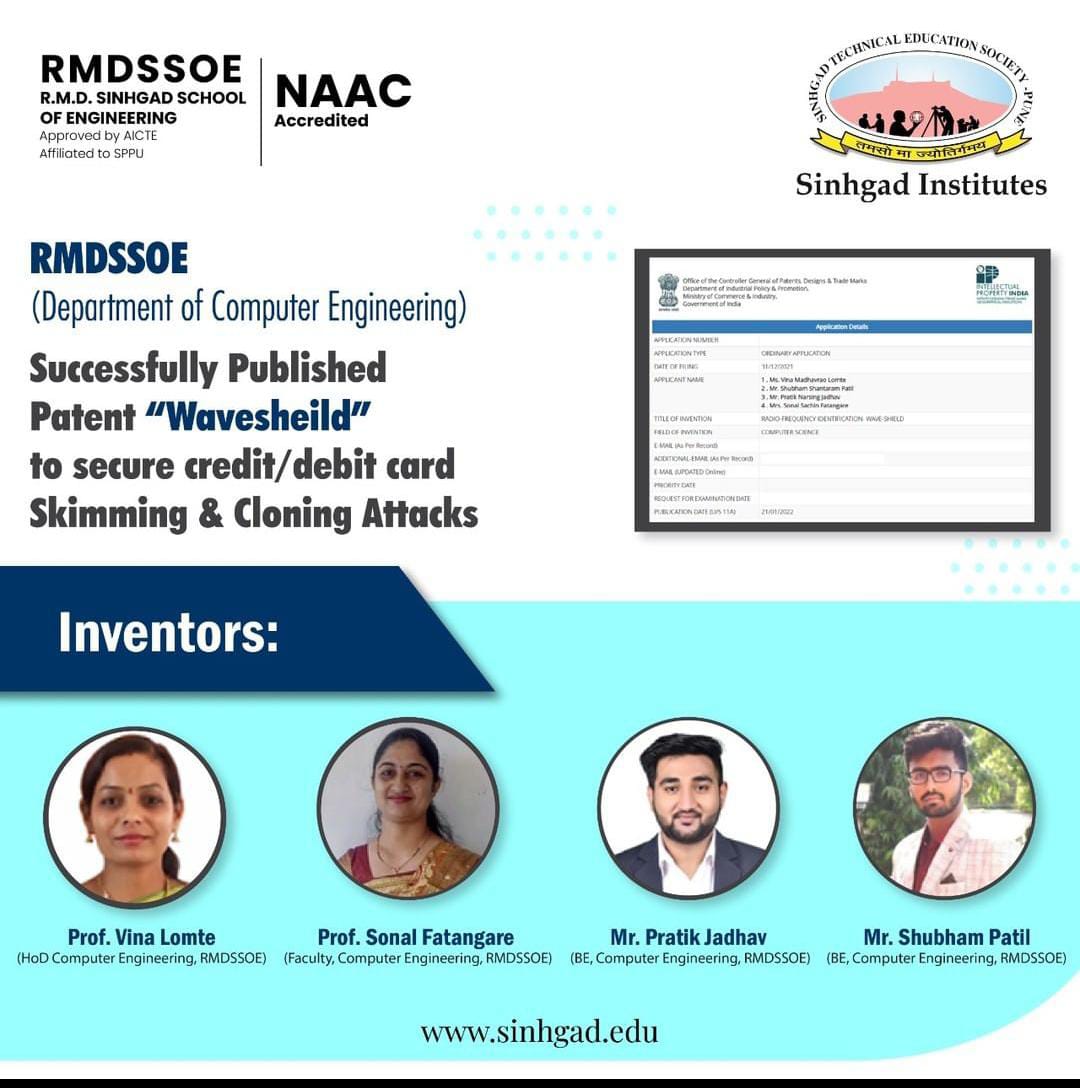 RMDSSOE
R.M.D. SINHGAD SCHOOL
OF ENGINEERING
Approved by AICTE
Affiliated to SPPU
NAAC
Accredited
SINHGAD TECHNICAL EDUCATION SOCIETY - PUNE
तमसो मा ज्योतिर्गमय
Sinhgad Institutes
RMDSSOE
(Department of Computer Engineering)
Successfully Published
Patent “Wavesheild”
to secure credit/debit card
Skimming & Cloning Attacks
Office of the Controller General of Patents, Designs & Trade Marks
Department of Industrial Policy & Promotion,
Ministry of Commerce & Industry,
Government of India
INTELLECTUAL
PROPERTY INDIA
Application Details
APPLICATION NUMBER
APPLICATION TYPE ORDINARY APPLICATION
DATE OF FILING 31/12/2021
APPLICANT NAME 1 . Ms. Vina Madhavrao Lomte
2 . Mr. Shubham Shantaram Patil
3 . Mr. Pratik Narsing Jadhav
4 . Mrs. Sonal Sachin Fatangare
TITLE OF INVENTION RADIO-FREQUENCY IDENTIFICATION- WAVE-SHIELD
FIELD OF INVENTION COMPUTER SCIENCE
E-MAIL (As Per Record)
ADDITIONAL-EMAIL (As Per Record)
E-MAIL (UPDATED Online)
PRIORITY DATE
REQUEST FOR EXAMINATION DATE
PUBLICATION DATE (U/S 11A) 21/01/2022
Inventors:
Prof. Vina Lomte
(HoD Computer Engineering, RMDSSOE)
Prof. Sonal Fatangare
(Faculty, Computer Engineering, RMDSSOE)
Mr. Pratik Jadhav
(BE, Computer Engineering, RMDSSOE)
Mr. Shubham Patil
(BE, Computer Engineering, RMDSSOE)
www.sinhgad.edu